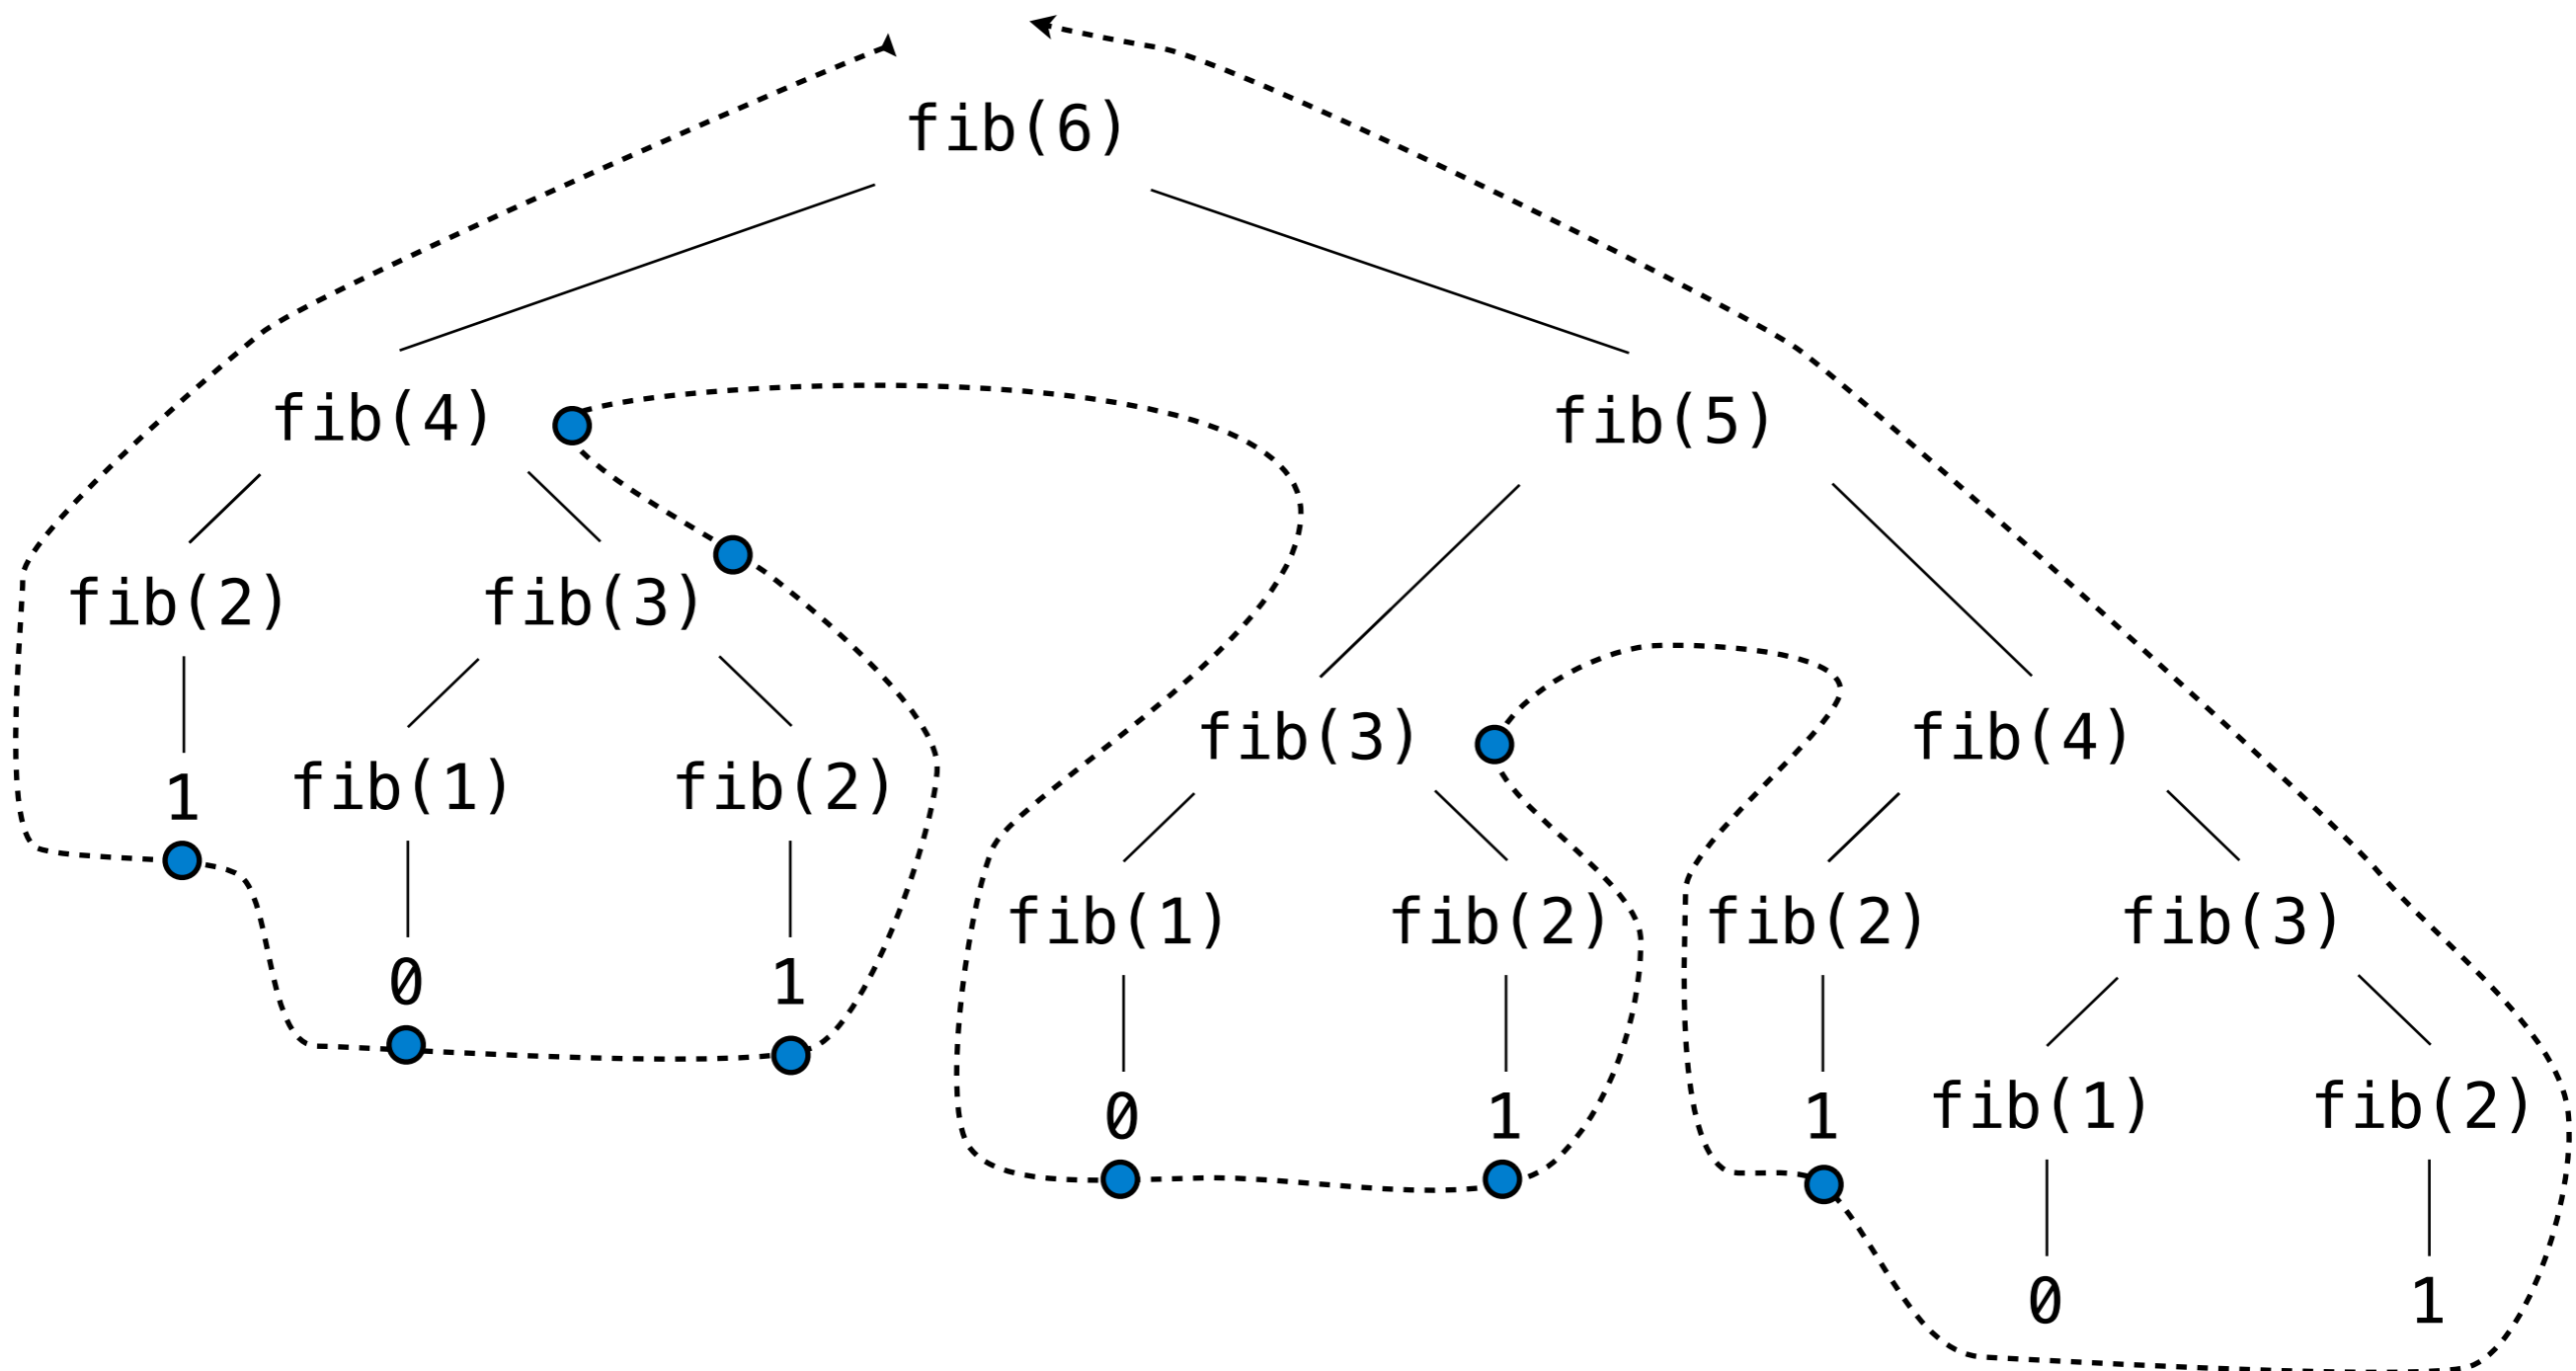 fib(6)
fib(4) fib(5)
fib(2) fib(3)
fib(3) fib(4)
1 fib(1) fib(2)
fib(1) fib(2) fib(2) fib(3)
0 1
0 1 1 fib(1) fib(2)
0 1